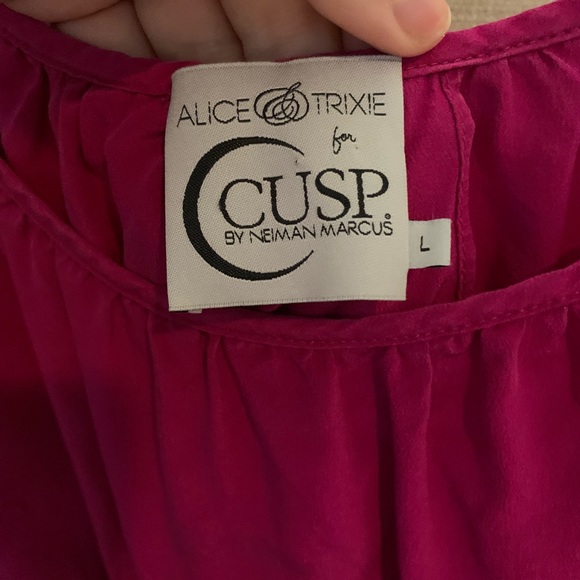 ALICE & TRIXIE
for
CUSP®
BY NEIMAN MARCUS
L